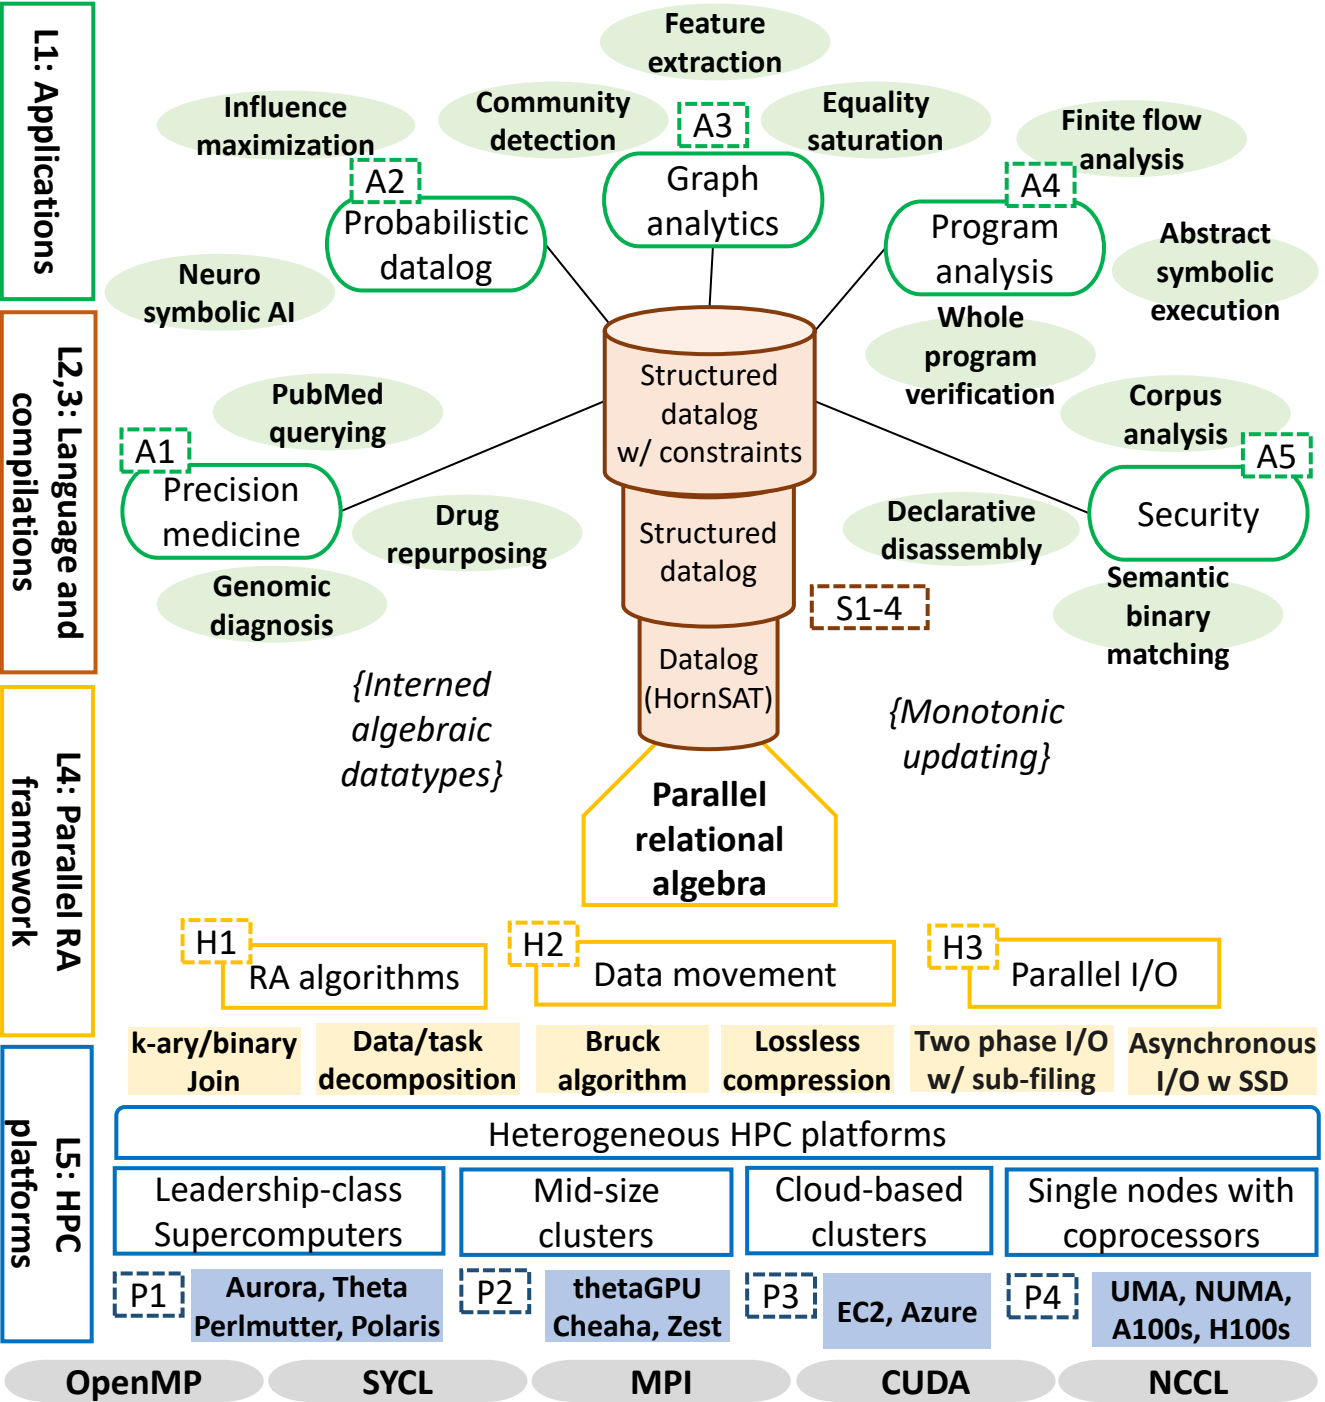 L1: Applications
Feature
extraction
Influence
maximization
Community
detection
A3
Equality
saturation
Finite flow
analysis
A2
Probabilistic
datalog
Graph
analytics
A4
Program
analysis
Neuro
symbolic AI
Abstract
symbolic
execution
L2,3: Language and
compilations
Whole
program
verification
Structured
datalog
w/ constraints
PubMed
querying
Corpus
analysis
A1
Precision
medicine
A5
Security
Drug
repurposing
Structured
datalog
Declarative
disassembly
Genomic
diagnosis
S1-4
Semantic
binary
matching
Datalog
(HornSAT)
{Interned
algebraic
datatypes}
{Monotonic
updating}
L4: Parallel RA
framework
Parallel
relational
algebra
H1
RA algorithms
H2
Data movement
H3
Parallel I/O
k-ary/binary
Join
Data/task
decomposition
Bruck
algorithm
Lossless
compression
Two phase I/O
w/ sub-filing
Asynchronous
I/O w SSD
L5: HPC
platforms
Heterogeneous HPC platforms
Leadership-class
Supercomputers
Mid-size
clusters
Cloud-based
clusters
Single nodes with
coprocessors
P1
Aurora, Theta
Perlmutter, Polaris
P2
thetaGPU
Cheaha, Zest
P3
EC2, Azure
P4
UMA, NUMA,
A100s, H100s
OpenMP
SYCL
MPI
CUDA
NCCL